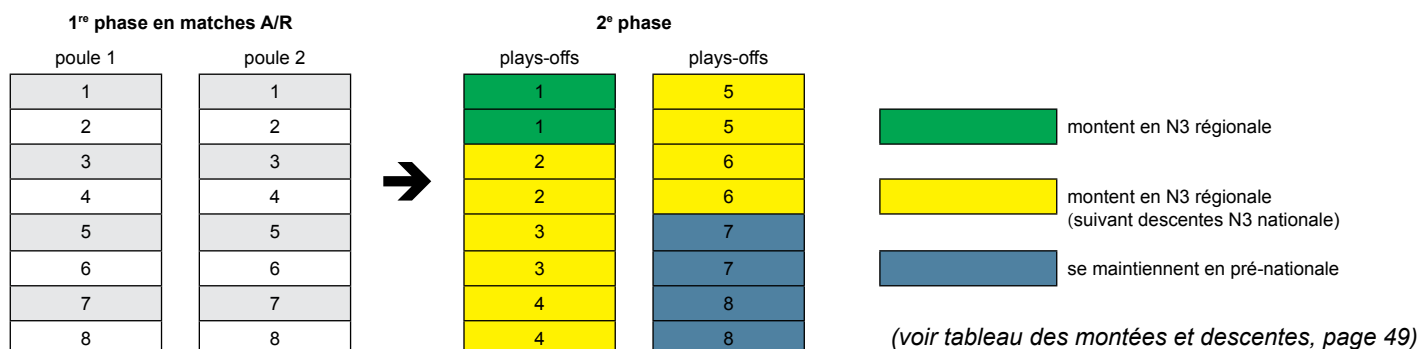 1re phase en matches A/R 2e phase
poule 1 poule 2 plays-offs plays-offs
1 1 1 5
2 2 1 5 montent en N3 régionale
3 3 2 6
4 4 2 6 montent en N3 régionale
(suivant descentes N3 nationale)
5 5 3 7
6 6 3 7 se maintiennent en pré-nationale
7 7 4 8
8 8 4 8 (voir tableau des montées et descentes, page 49)